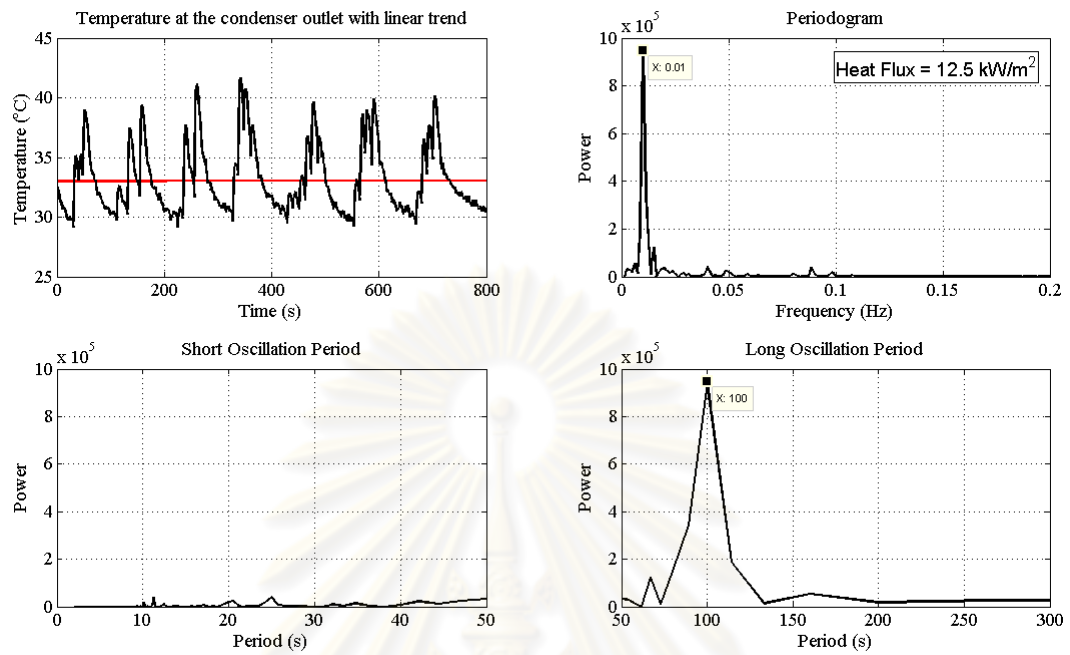 Temperature at the condenser outlet with linear trend
45
40
35
30
25
Temperature (°C)
0 200 400 600 800
Time (s)
Periodogram
x 10^5
10
8
6
4
2
0
Power
X: 0.01
Heat Flux = 12.5 kW/m²
0 0.05 0.1 0.15 0.2
Frequency (Hz)
Short Oscillation Period
x 10^5
10
8
6
4
2
0
Power
0 10 20 30 40 50
Period (s)
Long Oscillation Period
x 10^5
10
8
6
4
2
0
Power
X: 100
50 100 150 200 250 300
Period (s)